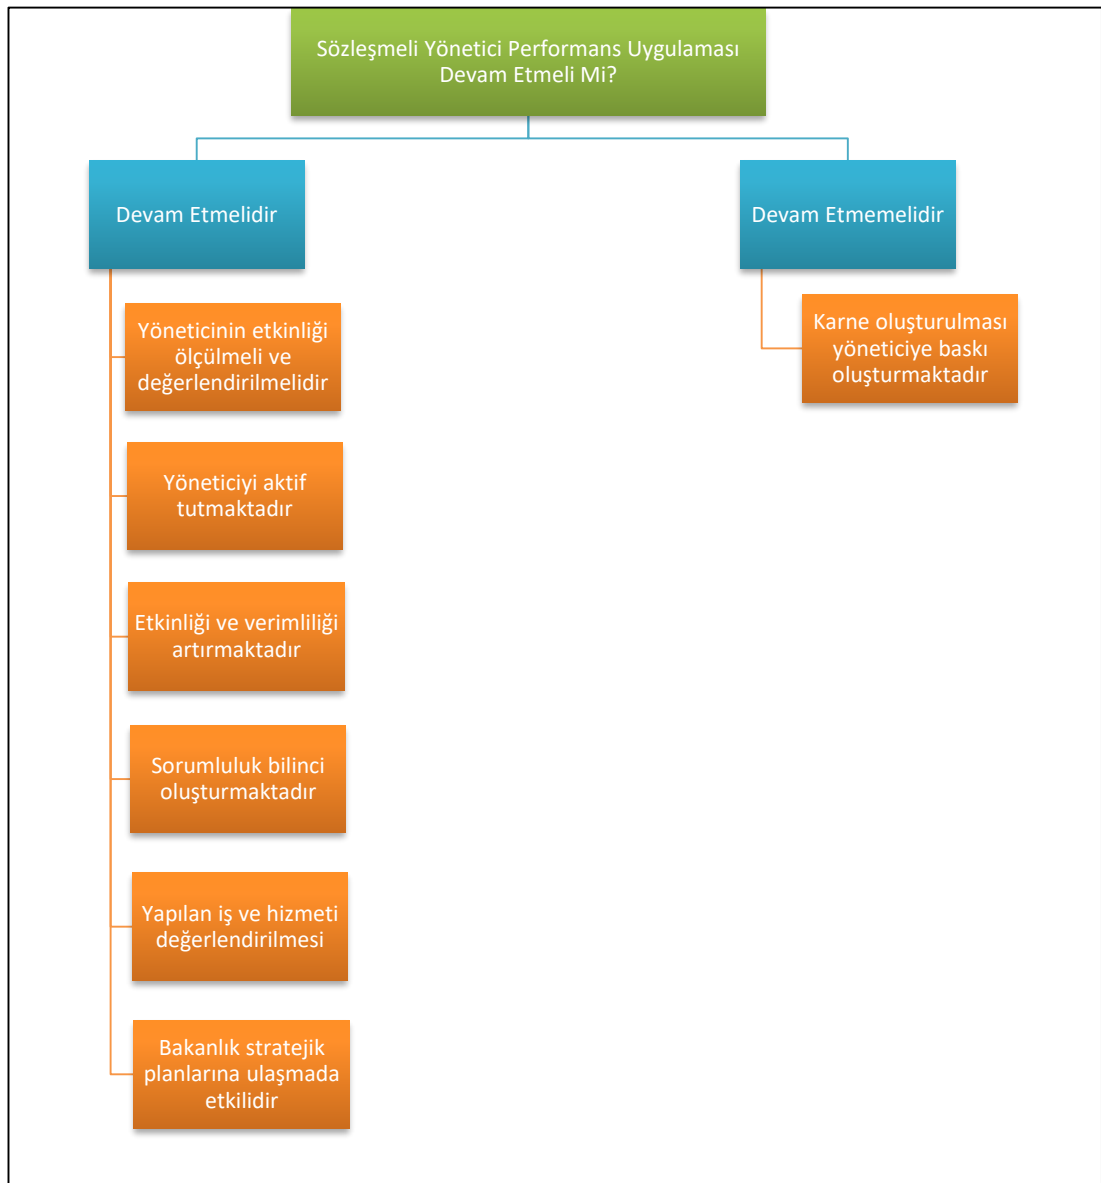 Sözleşmeli Yönetici Performans Uygulaması
Devam Etmeli Mi?
Devam Etmelidir
Yöneticinin etkinliği
ölçülmeli ve
değerlendirilmelidir
Yöneticiyi aktif
tutmaktadır
Etkinliği ve verimliliği
artırmaktadır
Sorumluluk bilinci
oluşturmaktadır
Yapılan iş ve hizmeti
değerlendirilmesi
Bakanlık stratejik
planlarına ulaşmada
etkilidir
Devam Etmemelidir
Karne oluşturulması
yöneticiye baskı
oluşturmaktadır